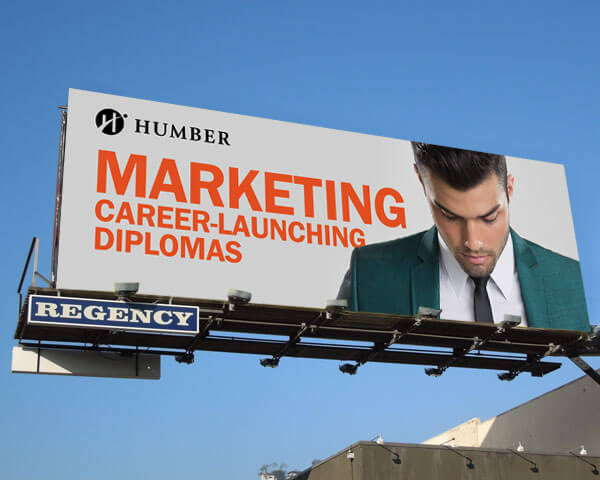 HUMBER
MARKETING
CAREER-LAUNCHING
DIPLOMAS
REGENCY